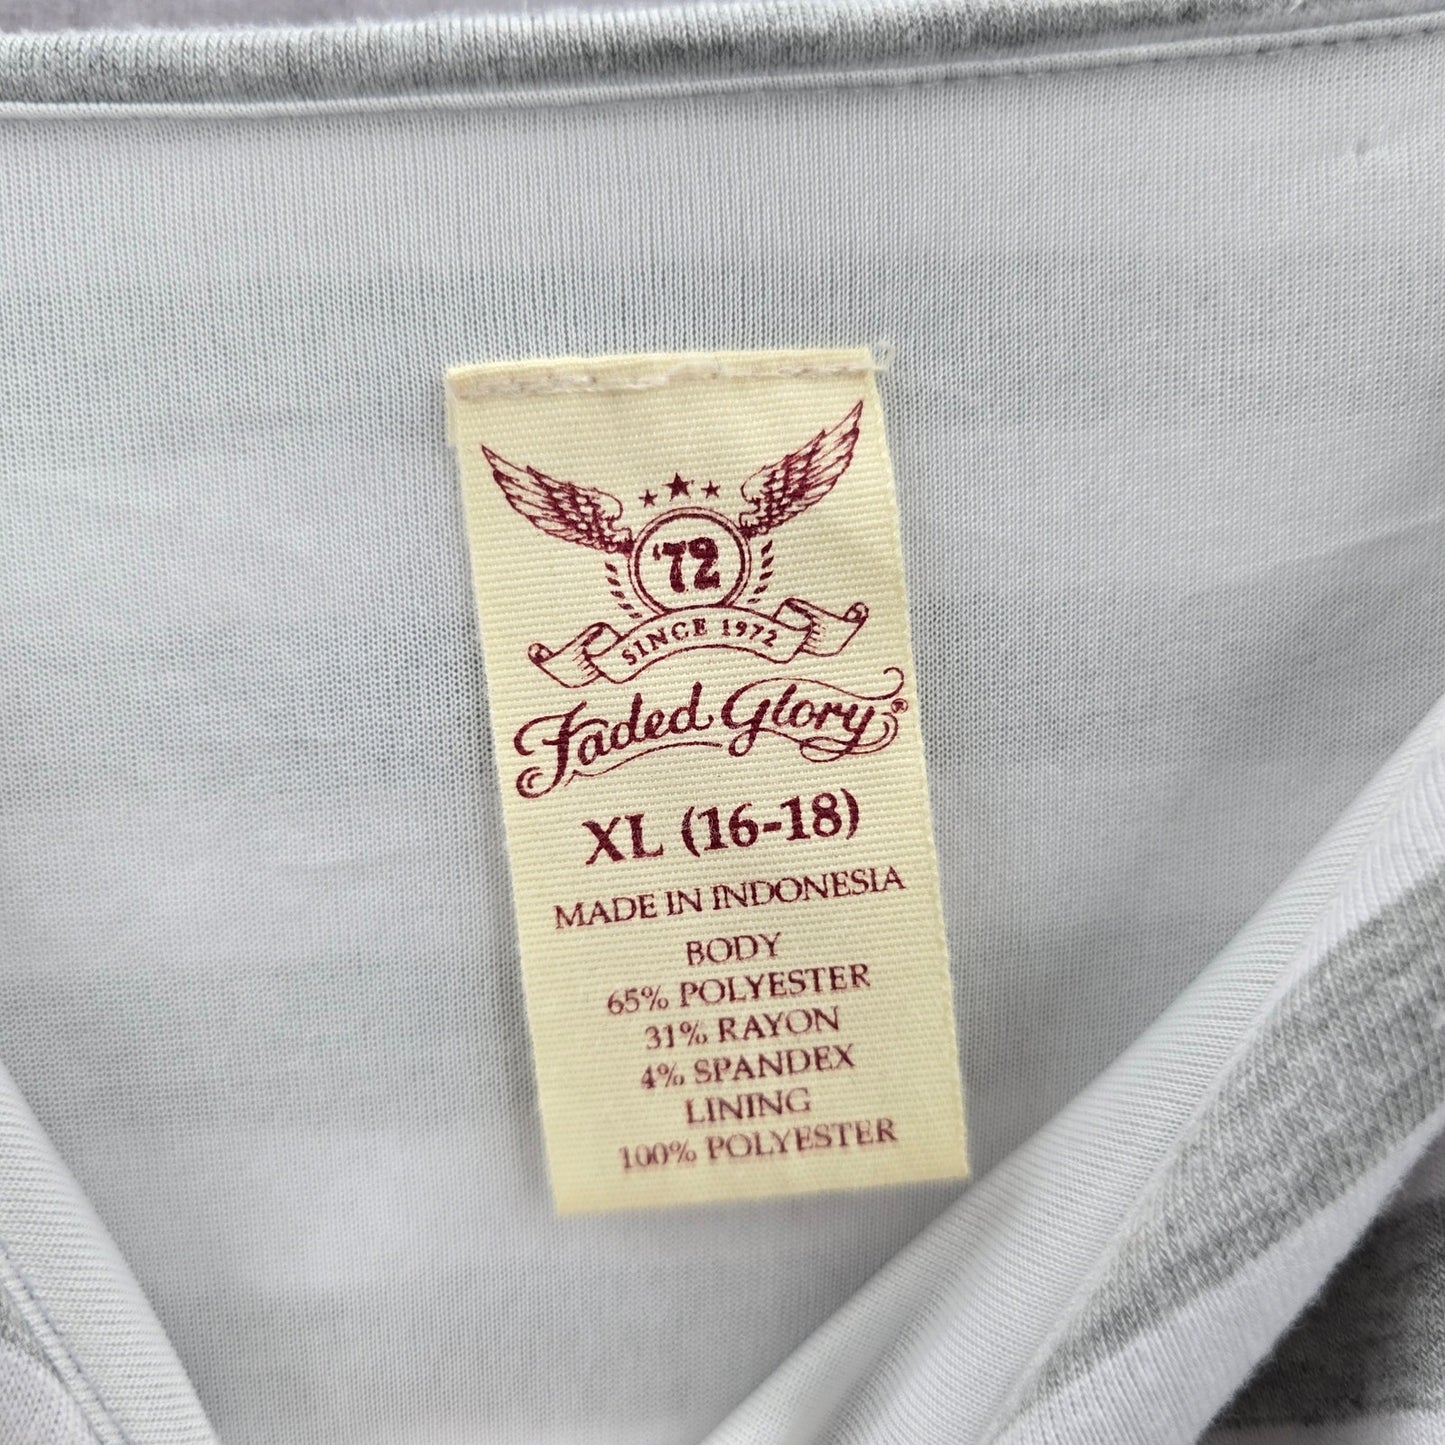 '72
SINCE 1972
Faded Glory®
XL (16-18)
MADE IN INDONESIA
BODY
65% POLYESTER
31% RAYON
4% SPANDEX
LINING
100% POLYESTER